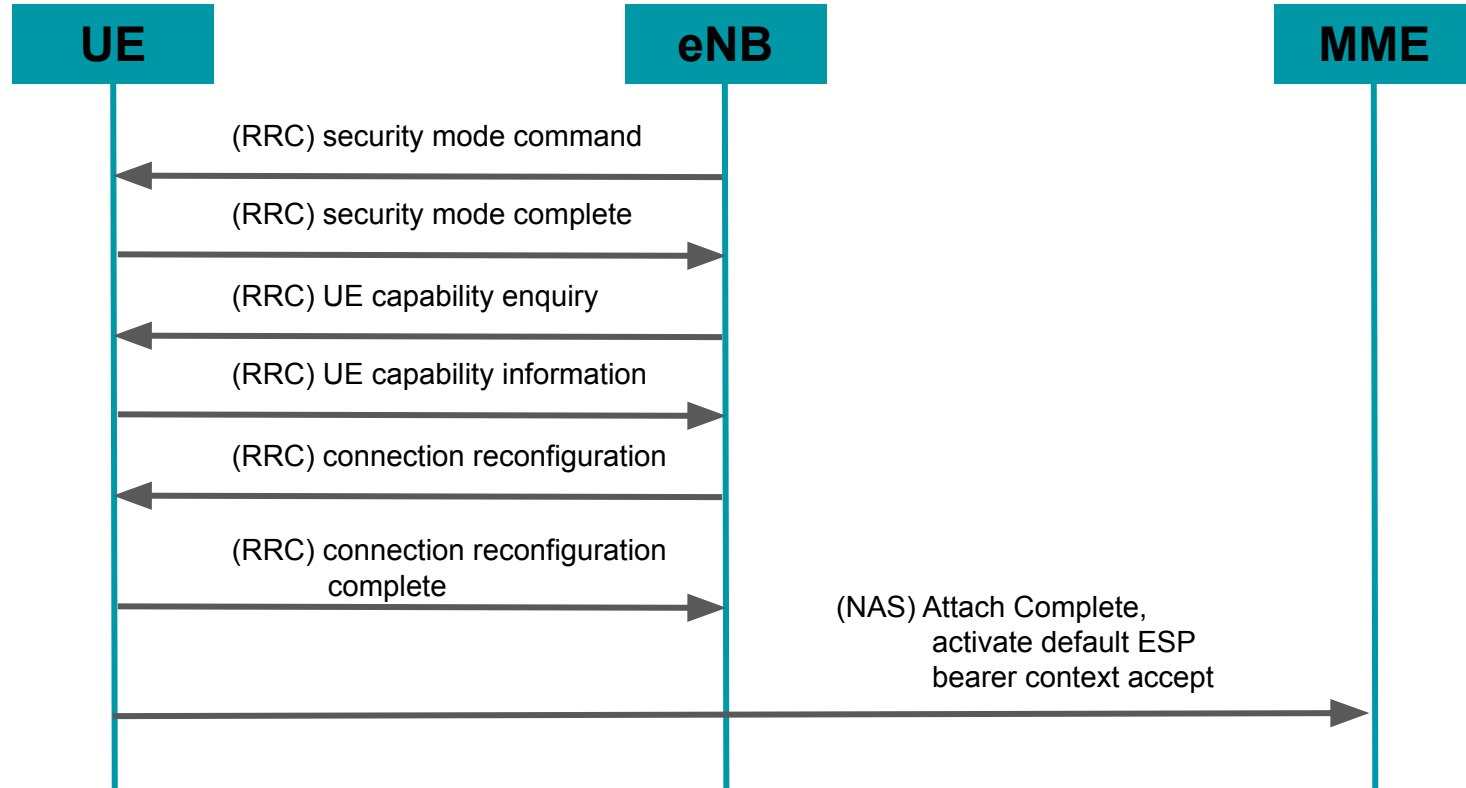 UE
eNB
MME
(RRC) security mode command
(RRC) security mode complete
(RRC) UE capability enquiry
(RRC) UE capability information
(RRC) connection reconfiguration
(RRC) connection reconfiguration
complete
(NAS) Attach Complete,
activate default ESP
bearer context accept